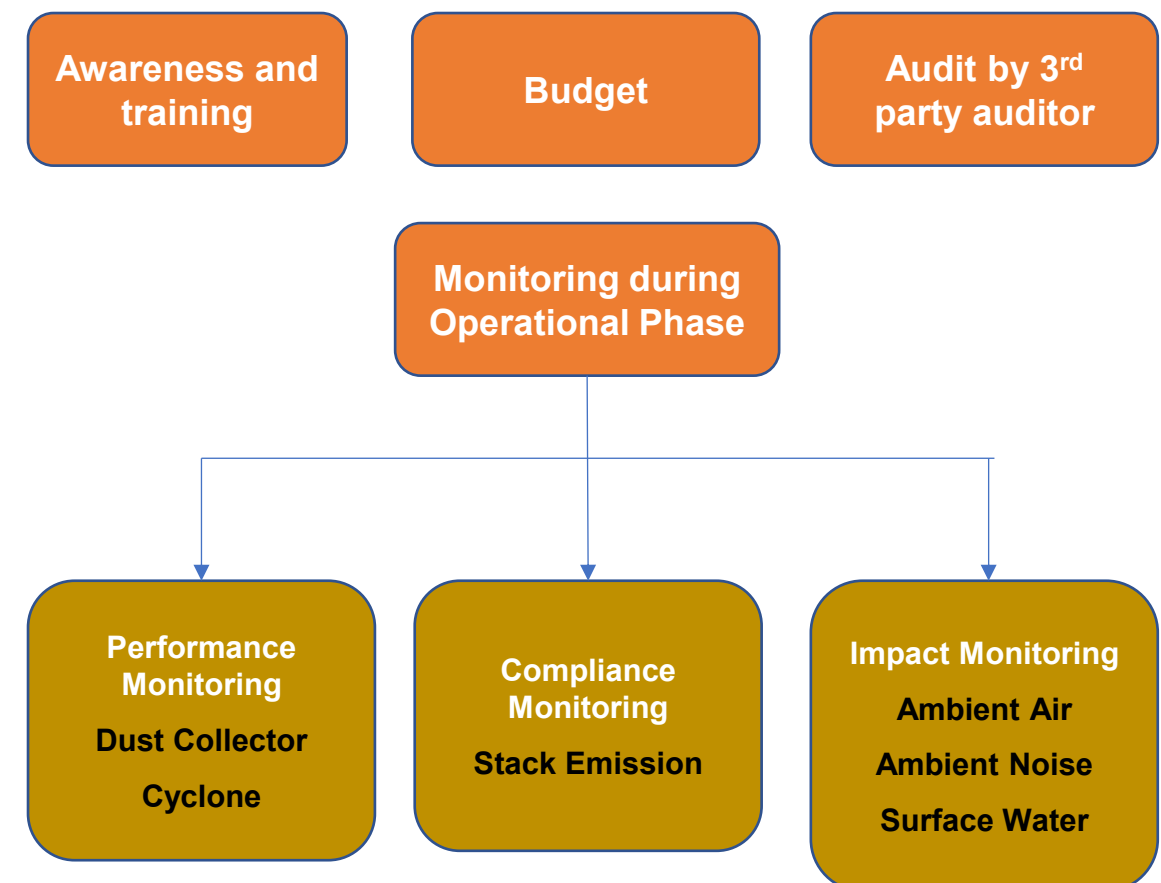 Awareness and
training
Budget
Audit by 3rd
party auditor
Monitoring during
Operational Phase
Performance
Monitoring
Dust Collector
Cyclone
Compliance
Monitoring
Stack Emission
Impact Monitoring
Ambient Air
Ambient Noise
Surface Water